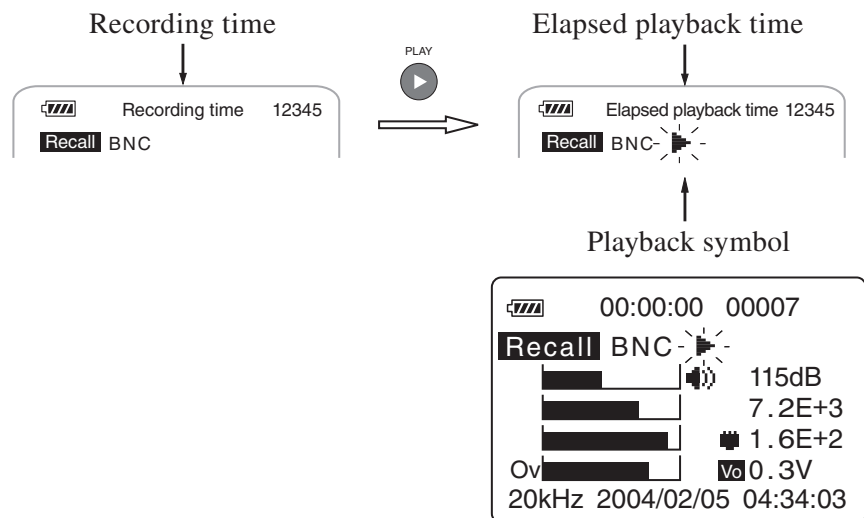 Recording time
Elapsed playback time
PLAY
Recording time 12345
Recall BNC
Elapsed playback time 12345
Recall BNC
Playback symbol
00:00:00 00007
Recall BNC
115dB
7.2E+3
1.6E+2
Ov Vo 0.3V
20kHz 2004/02/05 04:34:03